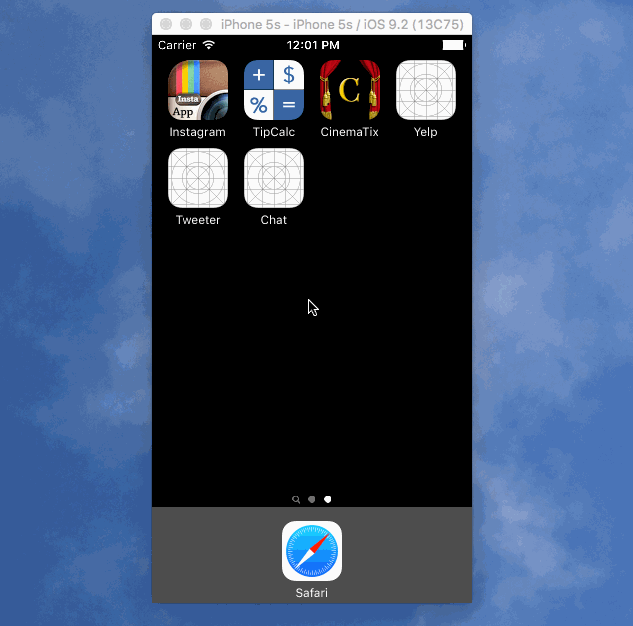 iPhone 5s - iPhone 5s / iOS 9.2 (13C75)
Carrier 12:01 PM
Insta
App
+ $
% =
C
Instagram TipCalc CinemaTix Yelp
Tweeter Chat
Safari